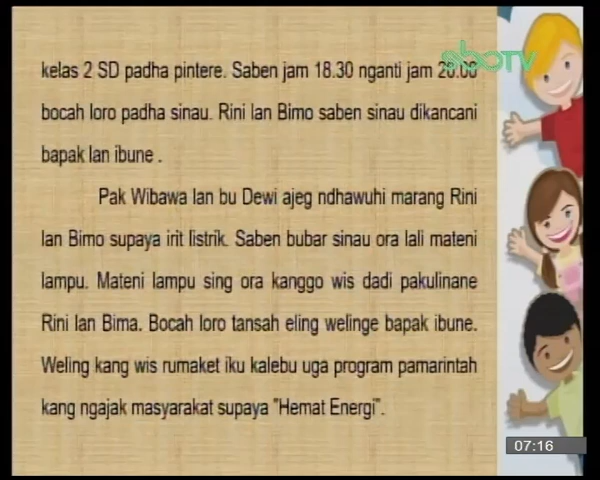 sboTV
kelas 2 SD padha pintere. Saben jam 18.30 nganti jam 20.00
bocah loro padha sinau. Rini lan Bimo saben sinau dikancani
bapak lan ibune .
Pak Wibawa lan bu Dewi ajeg ndhawuhi marang Rini
lan Bimo supaya irit listrik. Saben bubar sinau ora lali mateni
lampu. Mateni lampu sing ora kanggo wis dadi pakulinane
Rini lan Bima. Bocah loro tansah eling welinge bapak ibune.
Weling kang wis rumaket iku kalebu uga program pamarintah
kang ngajak masyarakat supaya "Hemat Energi".
07:16